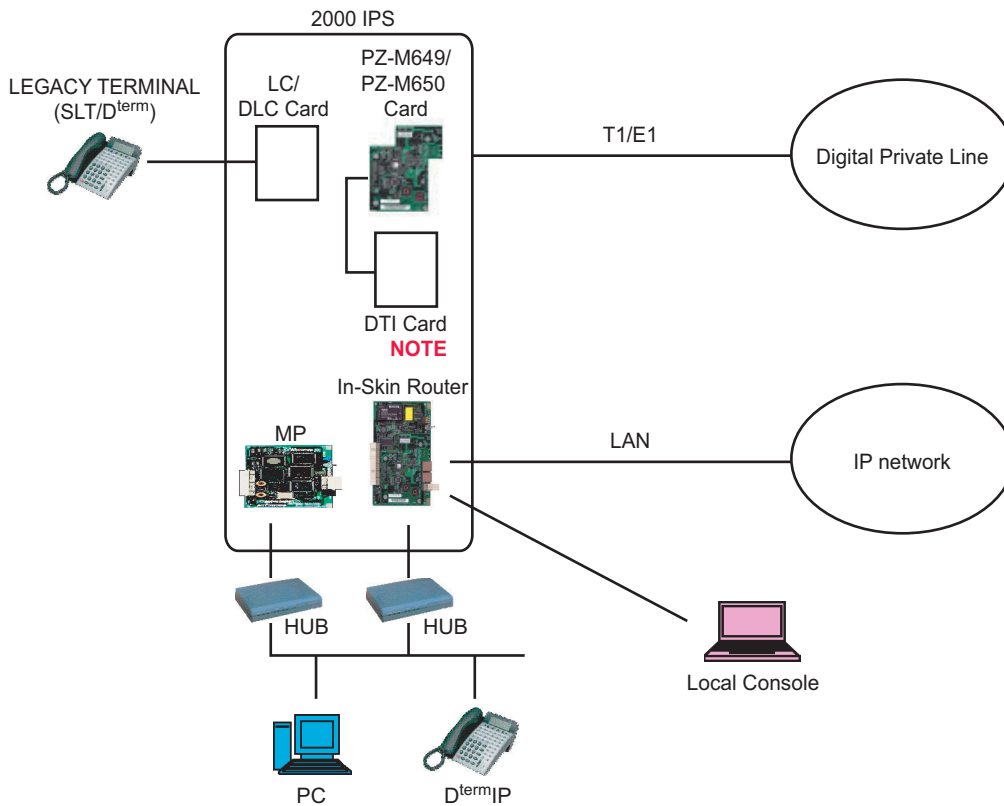 2000 IPS
LEGACY TERMINAL
(SLT/Dterm)
LC/
DLC Card
PZ-M649/
PZ-M650
Card
T1/E1
Digital Private Line
DTI Card
NOTE
In-Skin Router
MP
LAN
IP network
HUB
HUB
Local Console
PC
DtermIP